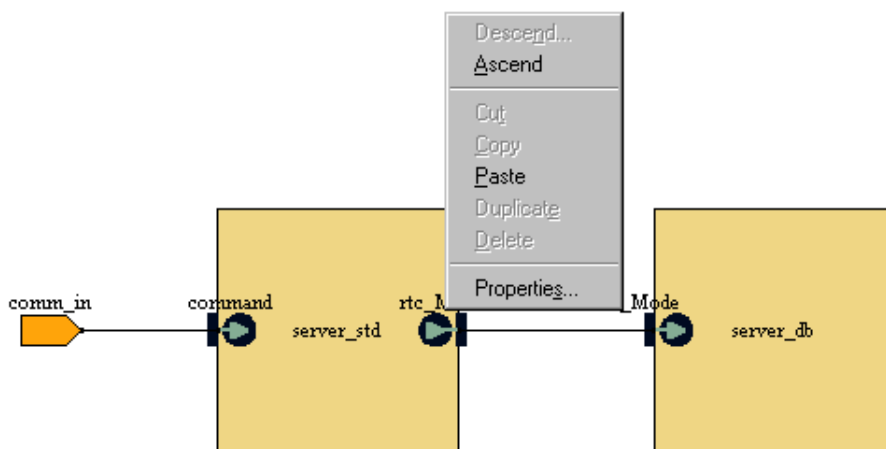 Descend...
Ascend
Cut
Copy
Paste
Duplicate
Delete
Properties...
comm_in
command
rtc_M
_Mode
server_std
server_db